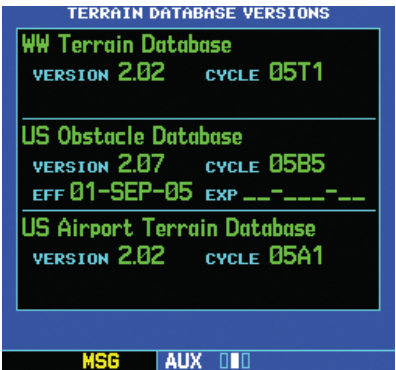 TERRAIN DATABASE VERSIONS
WW Terrain Database
VERSION 2.02 CYCLE 05T1
US Obstacle Database
VERSION 2.07 CYCLE 05B5
EFF 01-SEP-05 EXP __-___-__
US Airport Terrain Database
VERSION 2.02 CYCLE 05A1
MSG AUX